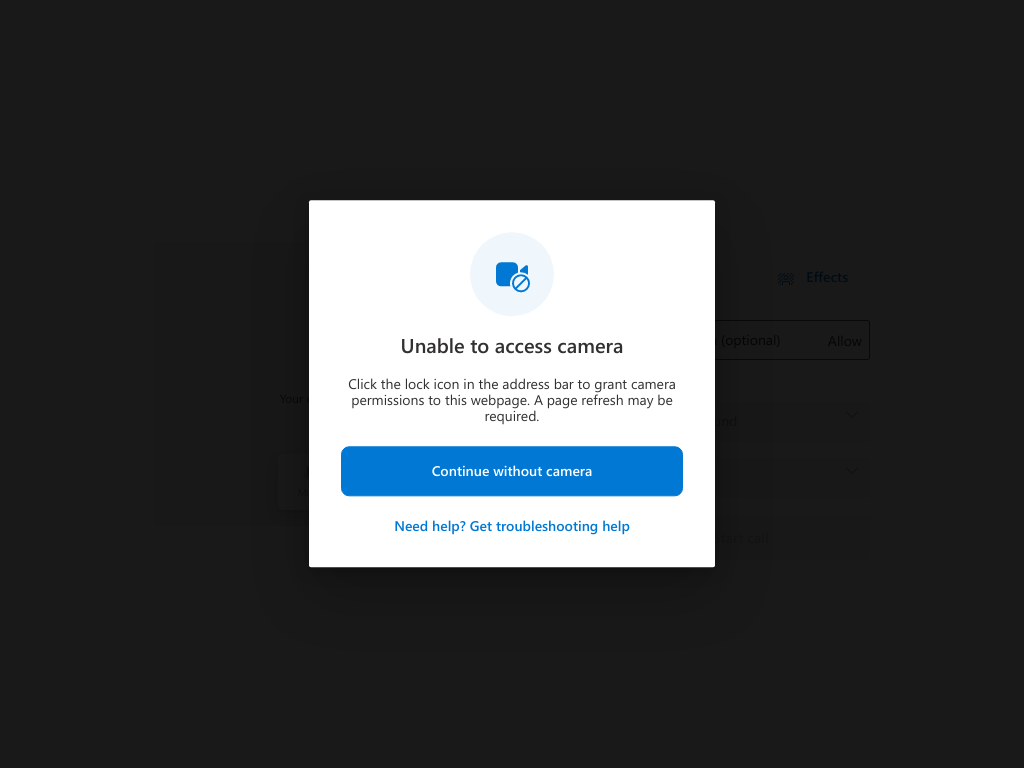 Effects
(optional)
Allow
Your
Unable to access camera
Click the lock icon in the address bar to grant camera
permissions to this webpage. A page refresh may be
required.
Continue without camera
Need help? Get troubleshooting help
call